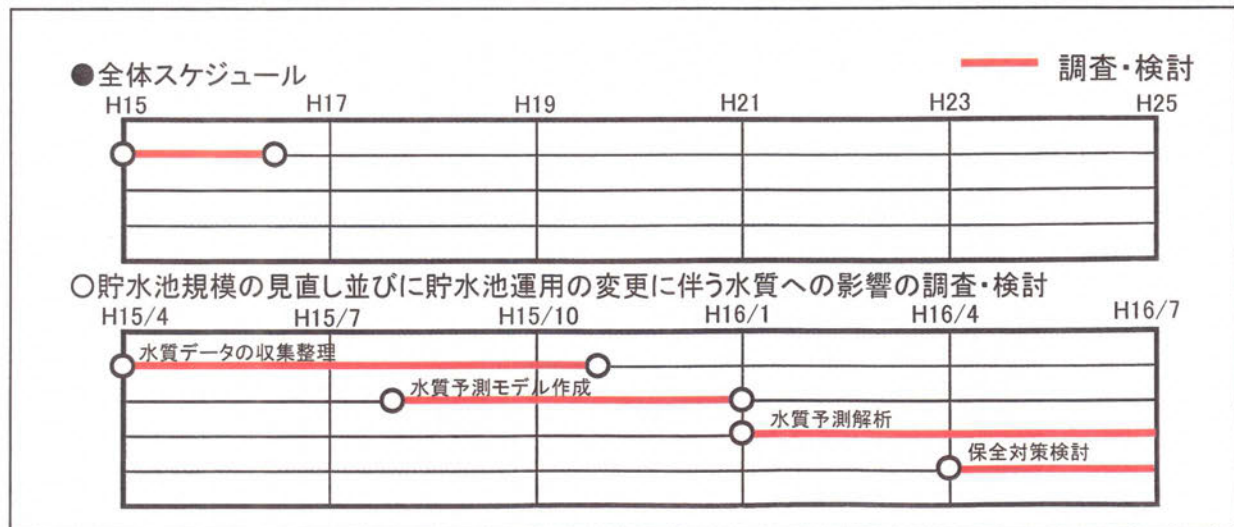 ●全体スケジュール
調査・検討
H15 H17 H19 H21 H23 H25
〇貯水池規模の見直し並びに貯水池運用の変更に伴う水質への影響の調査・検討
H15/4 H15/7 H15/10 H16/1 H16/4 H16/7
水質データの収集整理
水質予測モデル作成
水質予測解析
保全対策検討